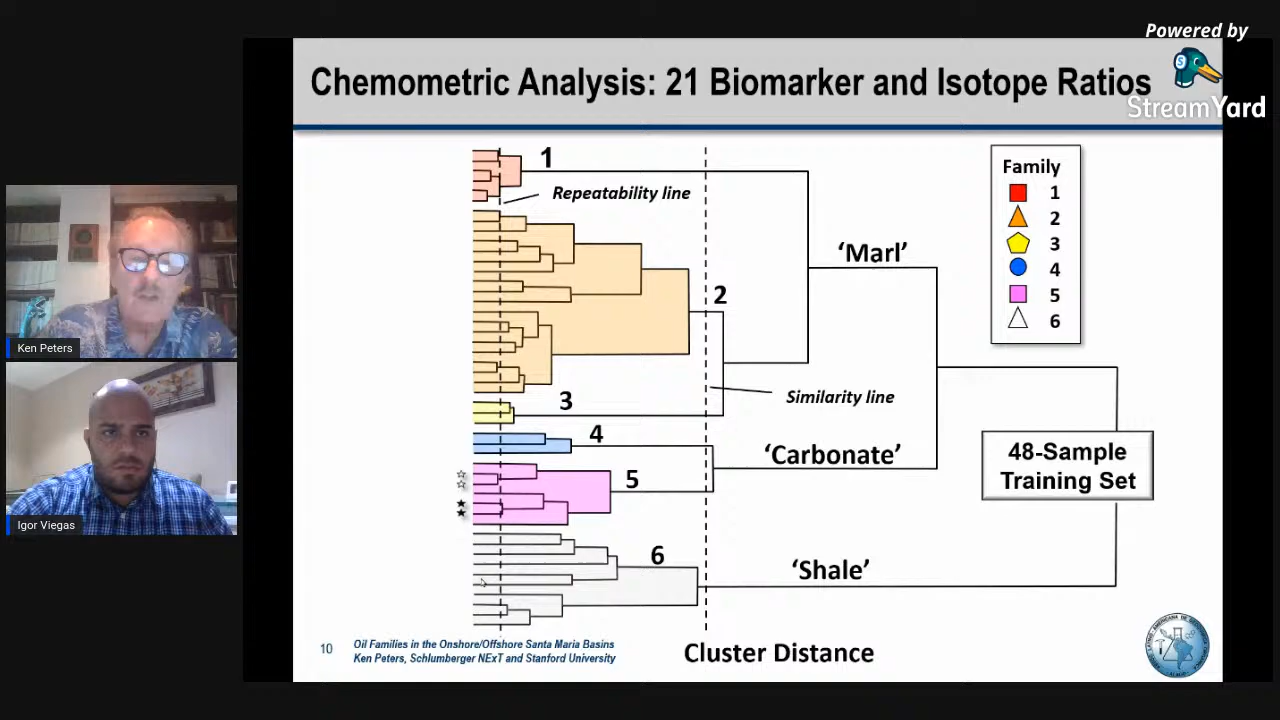 Powered by
StreamYard
Chemometric Analysis: 21 Biomarker and Isotope Ratios
1
Repeatability line
Family
1
2
3
4
5
6
'Marl'
2
Similarity line
3
4
'Carbonate'
48-Sample
Training Set
5
6
'Shale'
Ken Peters
Igor Viegas
10
Oil Families in the Onshore/Offshore Santa Maria Basins
Ken Peters, Schlumberger NExT and Stanford University
Cluster Distance